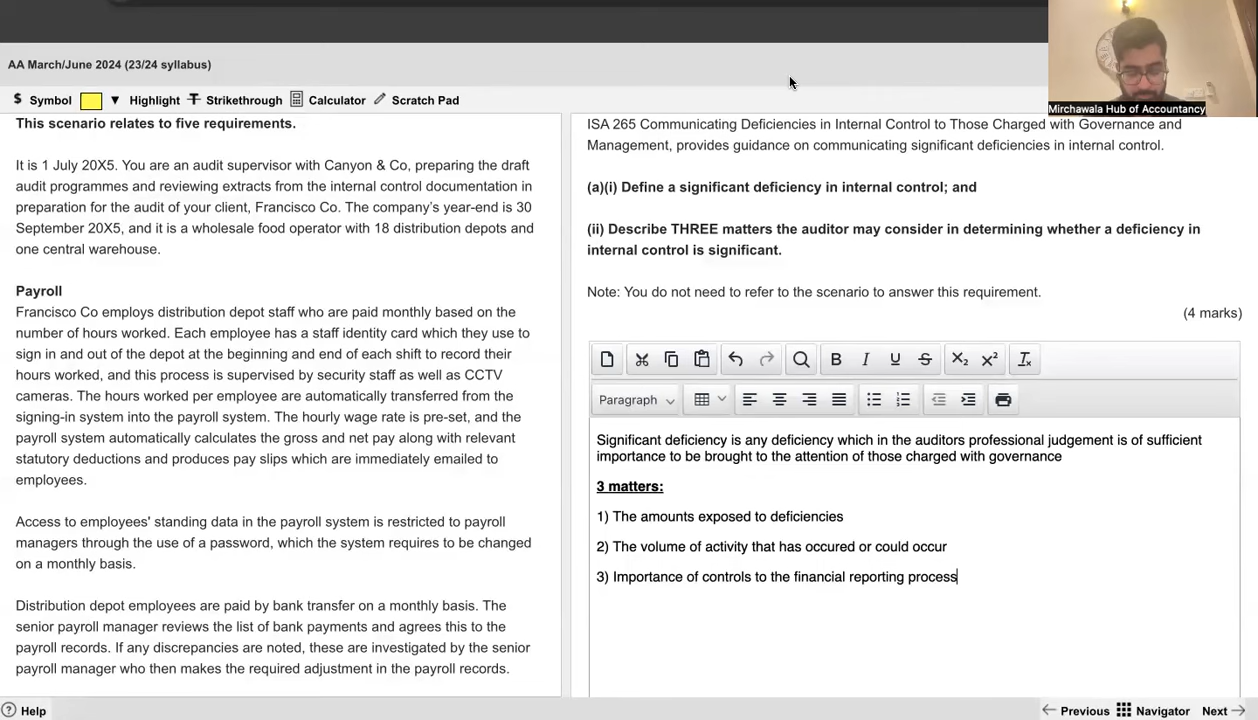 AA March/June 2024 (23/24 syllabus)
Mirchawala Hub of Accountancy
$ Symbol Highlight Strikethrough Calculator Scratch Pad
This scenario relates to five requirements.
It is 1 July 20X5. You are an audit supervisor with Canyon & Co, preparing the draft
audit programmes and reviewing extracts from the internal control documentation in
preparation for the audit of your client, Francisco Co. The company's year-end is 30
September 20X5, and it is a wholesale food operator with 18 distribution depots and
one central warehouse.
Payroll
Francisco Co employs distribution depot staff who are paid monthly based on the
number of hours worked. Each employee has a staff identity card which they use to
sign in and out of the depot at the beginning and end of each shift to record their
hours worked, and this process is supervised by security staff as well as CCTV
cameras. The hours worked per employee are automatically transferred from the
signing-in system into the payroll system. The hourly wage rate is pre-set, and the
payroll system automatically calculates the gross and net pay along with relevant
statutory deductions and produces pay slips which are immediately emailed to
employees.
Access to employees' standing data in the payroll system is restricted to payroll
managers through the use of a password, which the system requires to be changed
on a monthly basis.
Distribution depot employees are paid by bank transfer on a monthly basis. The
senior payroll manager reviews the list of bank payments and agrees this to the
payroll records. If any discrepancies are noted, these are investigated by the senior
payroll manager who then makes the required adjustment in the payroll records.
ISA 265 Communicating Deficiencies in Internal Control to Those Charged with Governance and
Management, provides guidance on communicating significant deficiencies in internal control.
(a)(i) Define a significant deficiency in internal control; and
(ii) Describe THREE matters the auditor may consider in determining whether a deficiency in
internal control is significant.
Note: You do not need to refer to the scenario to answer this requirement.
(4 marks)
B I U S X₂ X² Tx
Paragraph
Significant deficiency is any deficiency which in the auditors professional judgement is of sufficient
importance to be brought to the attention of those charged with governance
3 matters:
1) The amounts exposed to deficiencies
2) The volume of activity that has occured or could occur
3) Importance of controls to the financial reporting process
? Help
Previous Navigator Next